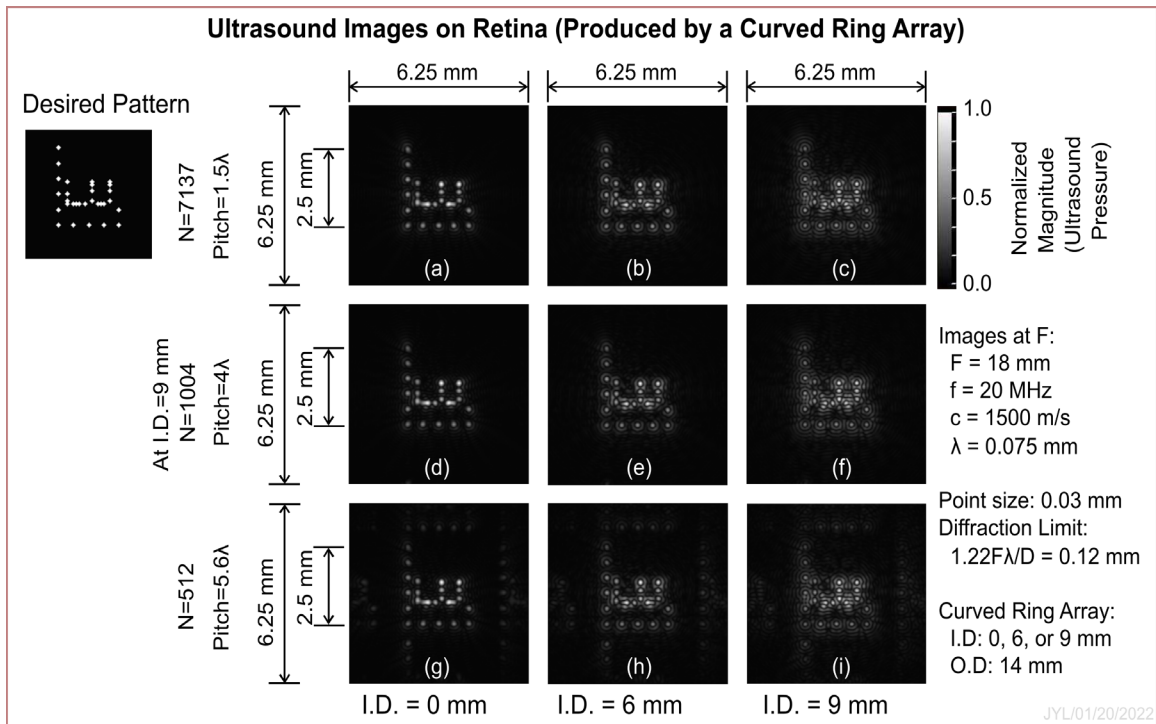 Ultrasound Images on Retina (Produced by a Curved Ring Array)
6.25 mm
6.25 mm
6.25 mm
Desired Pattern
N=7137
Pitch=1.5λ
6.25 mm
2.5 mm
(a)
(b)
(c)
1.0
0.5
0.0
Normalized
Magnitude
(Ultrasound
Pressure)
At I.D.=9 mm
N=1004
Pitch=4λ
6.25 mm
2.5 mm
(d)
(e)
(f)
Images at F:
F = 18 mm
f = 20 MHz
c = 1500 m/s
λ = 0.075 mm
N=512
Pitch=5.6λ
6.25 mm
2.5 mm
(g)
(h)
(i)
Point size: 0.03 mm
Diffraction Limit:
1.22Fλ/D = 0.12 mm
Curved Ring Array:
I.D: 0, 6, or 9 mm
O.D: 14 mm
I.D. = 0 mm
I.D. = 6 mm
I.D. = 9 mm
JYL/01/20/2022